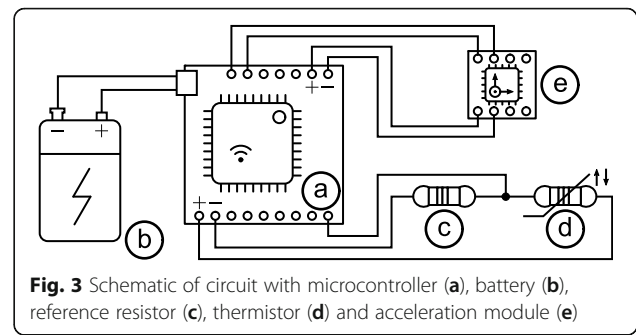 + −
e
− +
a
+ −
b
c
d
Fig. 3 Schematic of circuit with microcontroller (a), battery (b),
reference resistor (c), thermistor (d) and acceleration module (e)